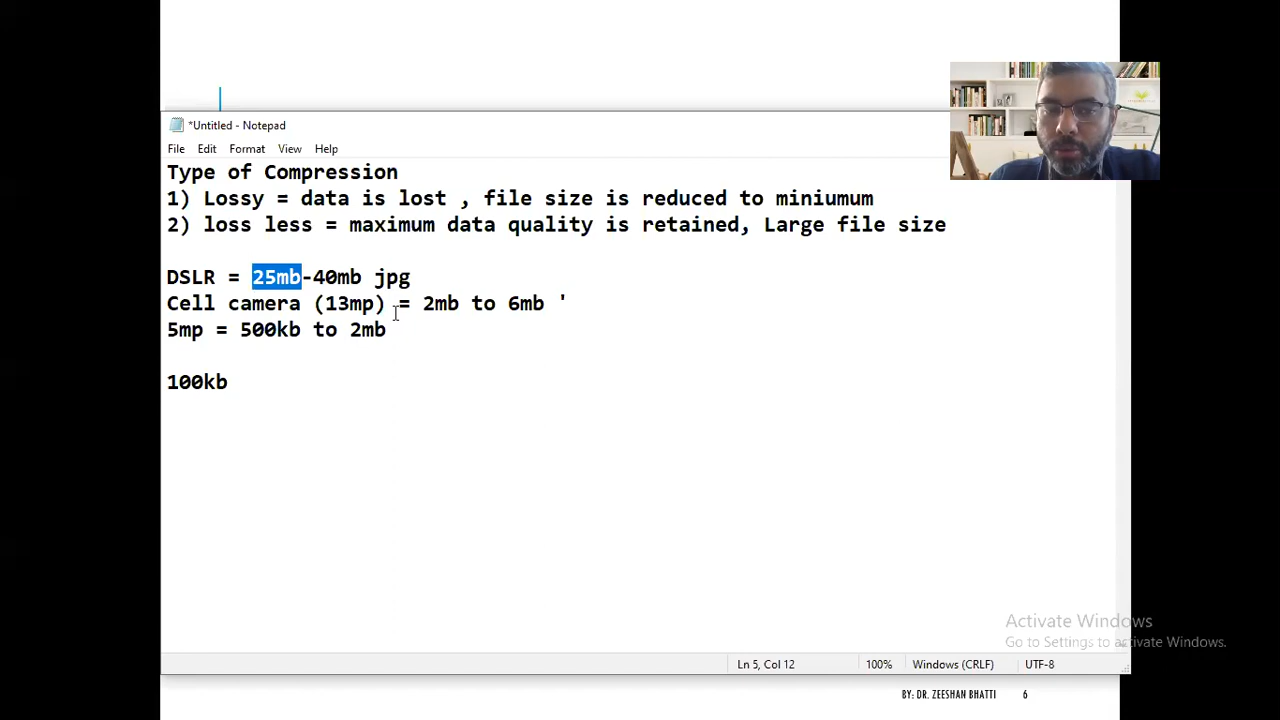 *Untitled - Notepad
File Edit Format View Help
Type of Compression
1) Lossy = data is lost , file size is reduced to miniumum
2) loss less = maximum data quality is retained, Large file size
DSLR = 25mb-40mb jpg
Cell camera (13mp) = 2mb to 6mb '
5mp = 500kb to 2mb
100kb
Activate Windows
Go to Settings to activate Windows.
Ln 5, Col 12 100% Windows (CRLF) UTF-8
BY: DR. ZEESHAN BHATTI 6